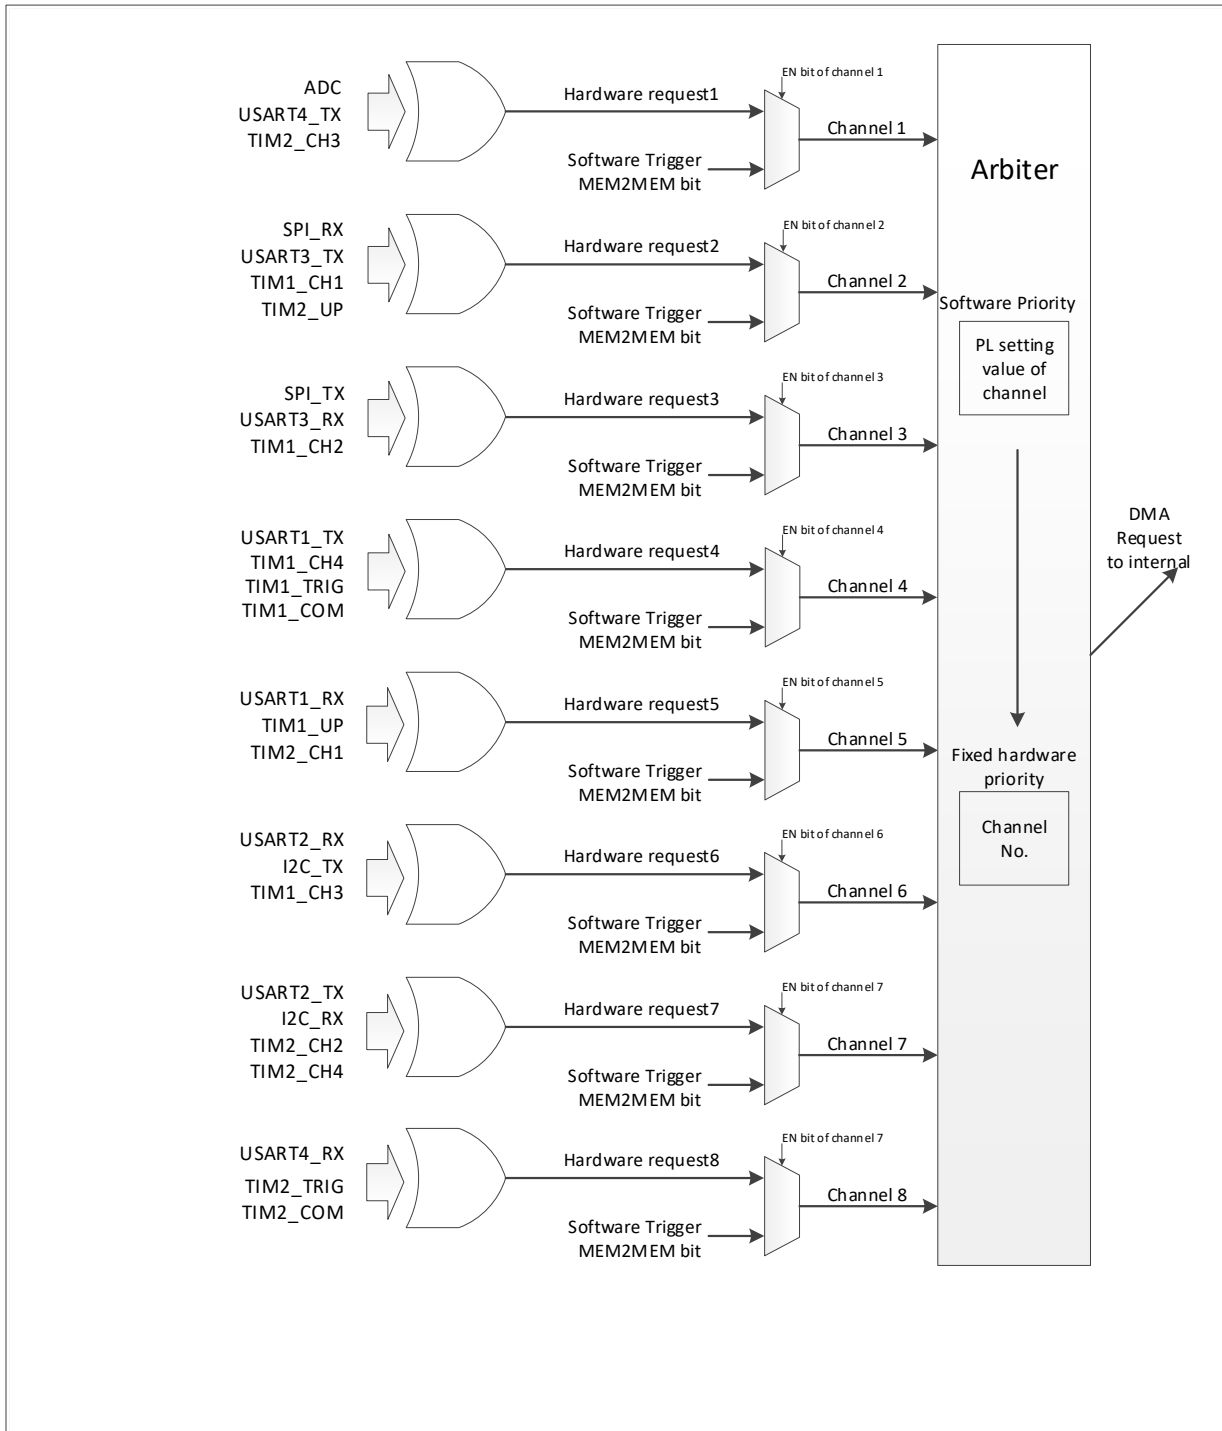 ADC
USART4_TX
TIM2_CH3
Hardware request1
EN bit of channel 1
Software Trigger
MEM2MEM bit
Channel 1
SPI_RX
USART3_TX
TIM1_CH1
TIM2_UP
Hardware request2
EN bit of channel 2
Software Trigger
MEM2MEM bit
Channel 2
SPI_TX
USART3_RX
TIM1_CH2
Hardware request3
EN bit of channel 3
Software Trigger
MEM2MEM bit
Channel 3
USART1_TX
TIM1_CH4
TIM1_TRIG
TIM1_COM
Hardware request4
EN bit of channel 4
Software Trigger
MEM2MEM bit
Channel 4
USART1_RX
TIM1_UP
TIM2_CH1
Hardware request5
EN bit of channel 5
Software Trigger
MEM2MEM bit
Channel 5
USART2_RX
I2C_TX
TIM1_CH3
Hardware request6
EN bit of channel 6
Software Trigger
MEM2MEM bit
Channel 6
USART2_TX
I2C_RX
TIM2_CH2
TIM2_CH4
Hardware request7
EN bit of channel 7
Software Trigger
MEM2MEM bit
Channel 7
USART4_RX
TIM2_TRIG
TIM2_COM
Hardware request8
EN bit of channel 7
Software Trigger
MEM2MEM bit
Channel 8
Arbiter
Software Priority
PL setting
value of
channel
Fixed hardware
priority
Channel
No.
DMA
Request
to internal